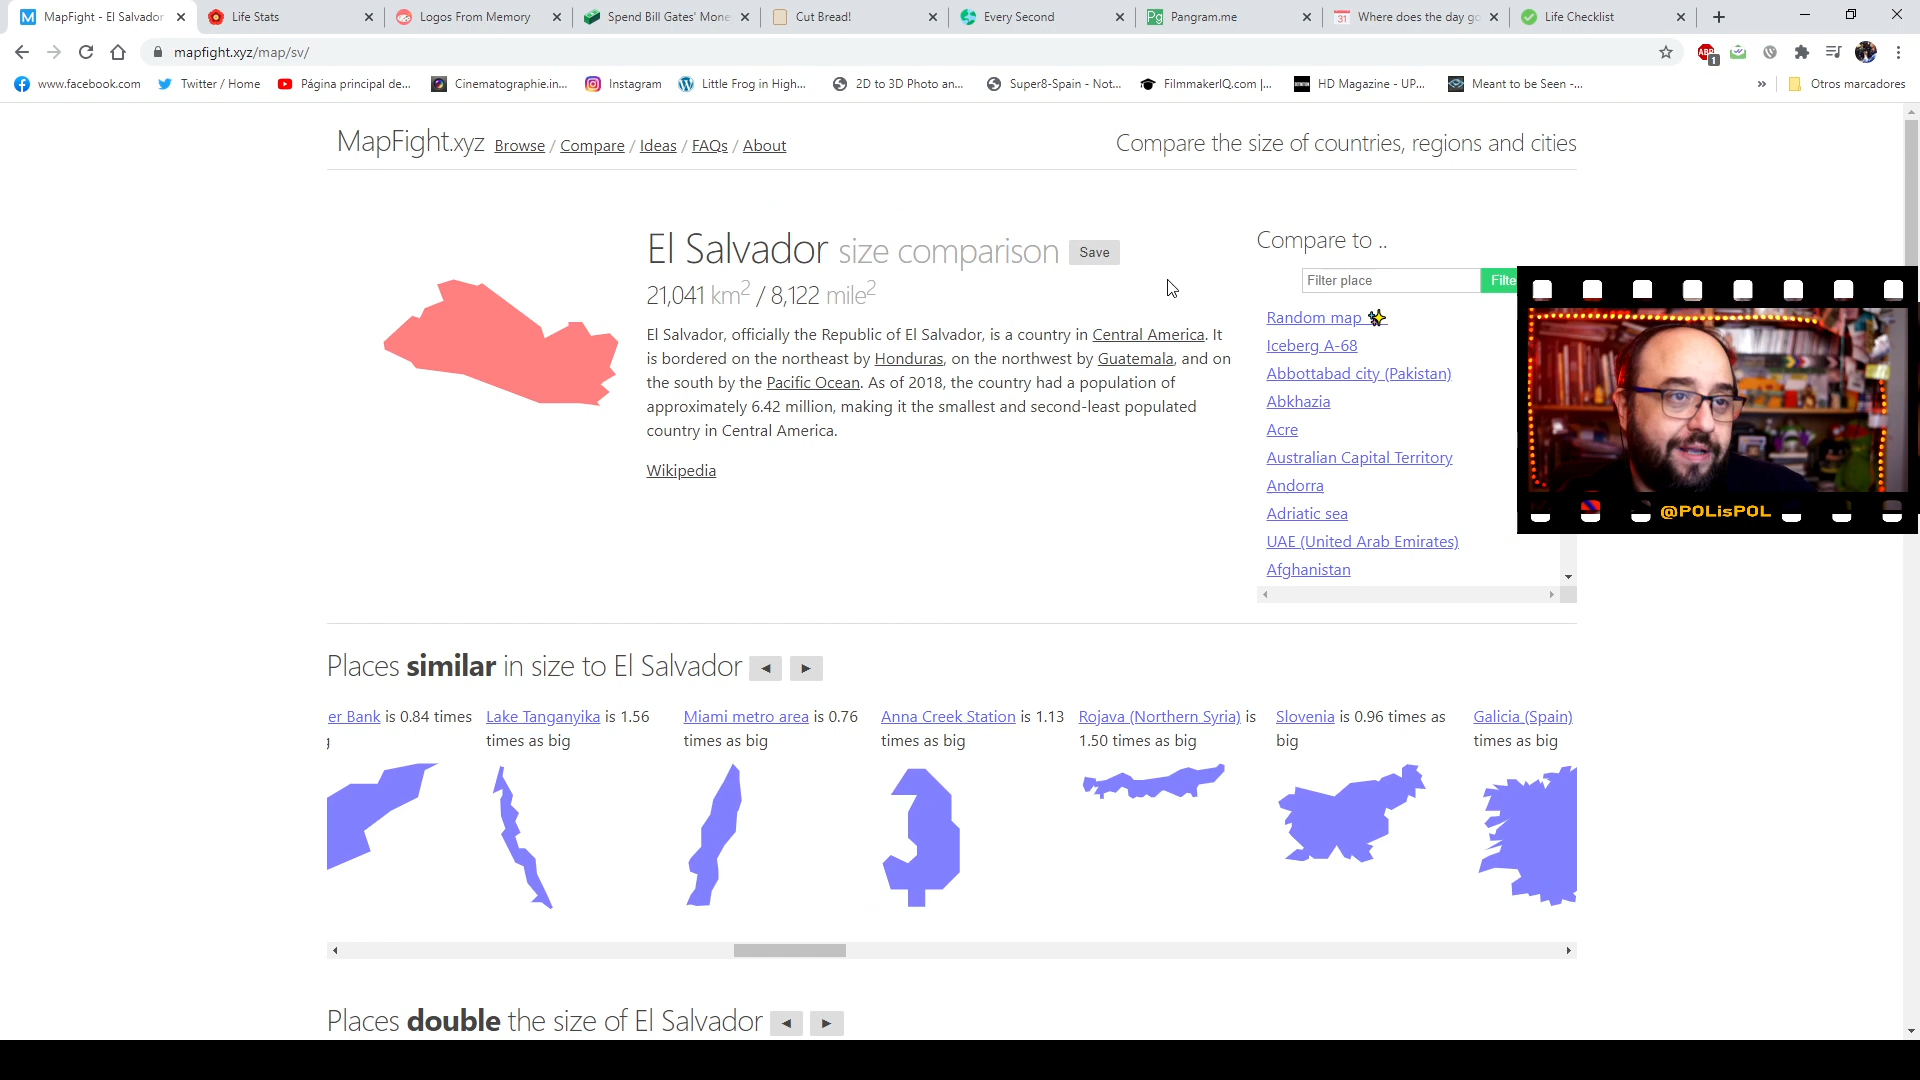 MapFight - El Salvador
Life Stats
Logos From Memory
Spend Bill Gates' Mone
Cut Bread!
Every Second
Pangram.me
Where does the day go
Life Checklist
mapfight.xyz/map/sv/
www.facebook.com
Twitter / Home
Página principal de...
Cinematographie.in...
Instagram
Little Frog in High...
2D to 3D Photo an...
Super8-Spain - Not...
FilmmakerIQ.com |...
HD Magazine - UP...
Meant to be Seen -...
»
Otros marcadores
MapFight.xyz Browse / Compare / Ideas / FAQs / About
Compare the size of countries, regions and cities
El Salvador size comparison Save
21,041 km2 / 8,122 mile2
El Salvador, officially the Republic of El Salvador, is a country in Central America. It
is bordered on the northeast by Honduras, on the northwest by Guatemala, and on
the south by the Pacific Ocean. As of 2018, the country had a population of
approximately 6.42 million, making it the smallest and second-least populated
country in Central America.
Wikipedia
Compare to ..
Filter place Filte
Random map
Iceberg A-68
Abbottabad city (Pakistan)
Abkhazia
Acre
Australian Capital Territory
Andorra
Adriatic sea
UAE (United Arab Emirates)
Afghanistan
@POLisPOL
Places similar in size to El Salvador
er Bank is 0.84 times
Lake Tanganyika is 1.56
times as big
Miami metro area is 0.76
times as big
Anna Creek Station is 1.13
times as big
Rojava (Northern Syria) is
1.50 times as big
Slovenia is 0.96 times as
big
Galicia (Spain)
times as big
Places double the size of El Salvador